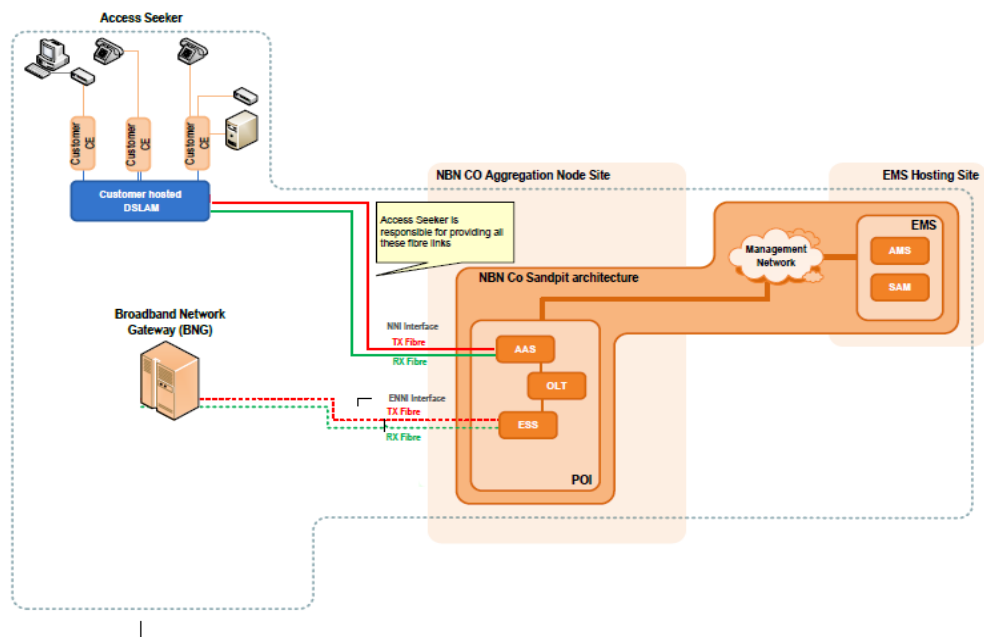 Access Seeker
Customer
CE
Customer
CE
Customer
CE
Customer hosted
DSLAM
NBN CO Aggregation Node Site
EMS Hosting Site
Access Seeker is
responsible for providing all
these fibre links
EMS
AMS
SAM
Management
Network
NBN Co Sandpit architecture
Broadband Network
Gateway (BNG)
NNI Interface
TX Fibre
RX Fibre
AAS
OLT
ENNI Interface
TX Fibre
RX Fibre
ESS
POI